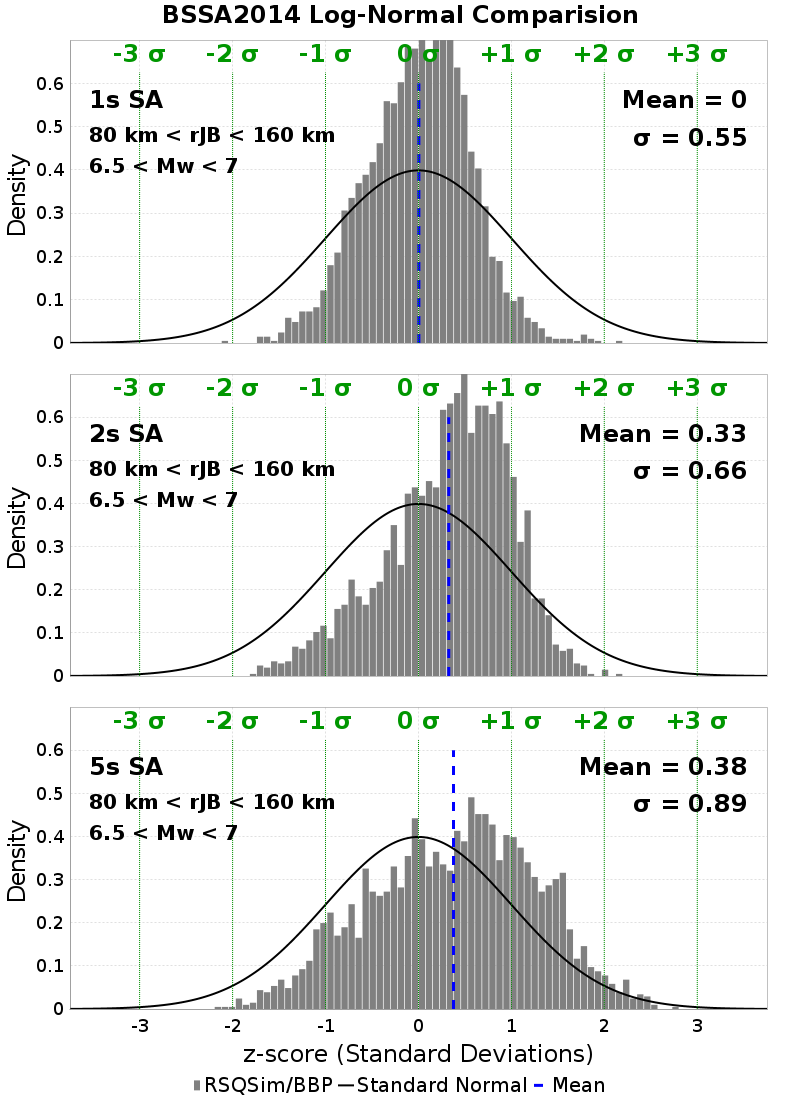 BSSA2014 Log-Normal Comparision
-3 σ -2 σ -1 σ 0 σ +1 σ +2 σ +3 σ
0.6
1s SA Mean = 0
0.5
80 km < rJB < 160 km σ = 0.55
6.5 < Mw < 7
0.4
Density
0.3
0.2
0.1
0
-3 σ -2 σ -1 σ 0 σ +1 σ +2 σ +3 σ
0.6
2s SA Mean = 0.33
0.5
80 km < rJB < 160 km σ = 0.66
6.5 < Mw < 7
0.4
Density
0.3
0.2
0.1
0
-3 σ -2 σ -1 σ 0 σ +1 σ +2 σ +3 σ
0.6
5s SA Mean = 0.38
0.5
80 km < rJB < 160 km σ = 0.89
6.5 < Mw < 7
0.4
Density
0.3
0.2
0.1
0
-3 -2 -1 0 1 2 3
z-score (Standard Deviations)
RSQSim/BBP Standard Normal Mean